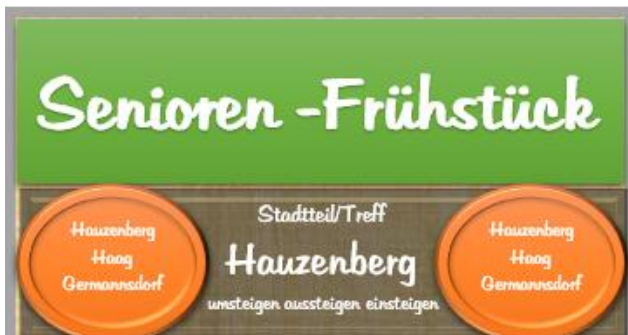 Senioren -Frühstück
Hauzenberg
Haag
Germannsdorf
Stadtteil/Treff
Hauzenberg
umsteigen aussteigen einsteigen
Hauzenberg
Haag
Germannsdorf